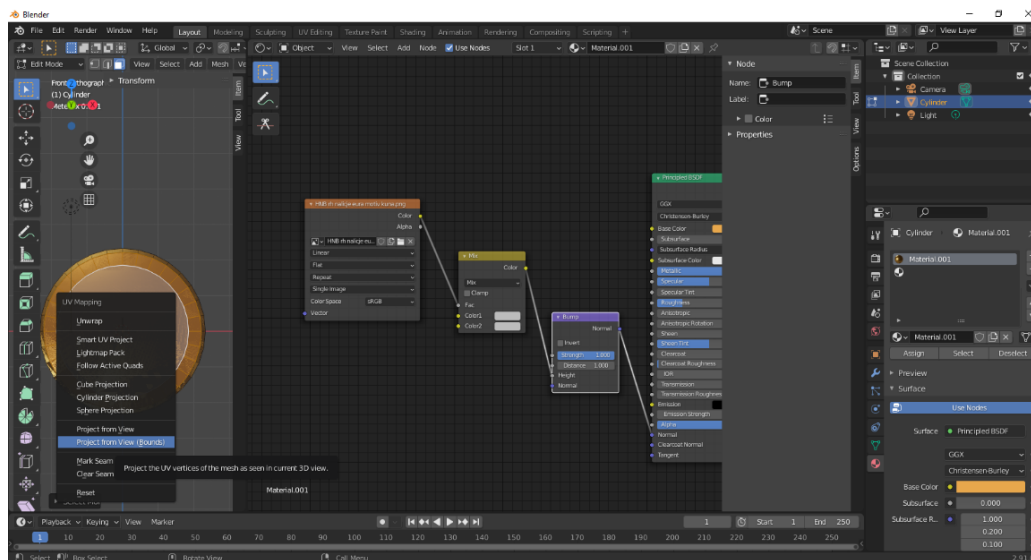 Blender
File Edit Render Window Help Layout Modeling Sculpting UV Editing Texture Paint Shading Animation Rendering Compositing Scripting + Scene View Layer
Global Object View Select Add Node Use Nodes Slot 1 Material.001
Edit Mode View Select Add Mesh
Transform
(1) Cylinder
Item
Tool
View
UV Mapping
Unwrap
Smart UV Project
Lightmap Pack
Follow Active Quads
Cube Projection
Cylinder Projection
Sphere Projection
Project from View
Project from View (Bounds)
Mark Seam
Clear Seam
Reset
Project the UV vertices of the mesh as seen in current 3D view.
Material.001
Color
Alpha
Linear
Flat
Repeat
Single Image
Color Space sRGB
Vector
Mix
Color
Mix
Clamp
Fac
Color1
Color2
Bump
Normal
Invert
Strength 1.000
Distance 1.000
Height
Normal
Principled BSDF
GGX
Christensen-Burley
Base Color
Subsurface
Subsurface Radius
Subsurface Color
Metallic
Specular
Specular Tint
Roughness
Anisotropic
Anisotropic Rotation
Sheen
Sheen Tint
Clearcoat
Clearcoat Roughness
IOR
Transmission
Transmission Roughness
Emission
Emission Strength
Alpha
Normal
Clearcoat Normal
Tangent
Node
Name: Bump
Label:
Color
Properties
Item
Tool
View
Options
Scene Collection
Collection
Camera
Cylinder
Light
Cylinder Material.001
Material.001
Material.001
Assign Select Deselect
Preview
Surface
Use Nodes
Surface Principled BSDF
GGX
Christensen-Burley
Base Color
Subsurface 0.000
Subsurface R... 1.000
0.200
0.100
Playback Keying View Marker 1 Start 1 End 250
1 10 20 30 40 50 60 70 80 90 100 110 120 130 140 150 160 170 180 190 200 210 220 230 240 250
Select Box Select Rotate View Call Menu 2.91